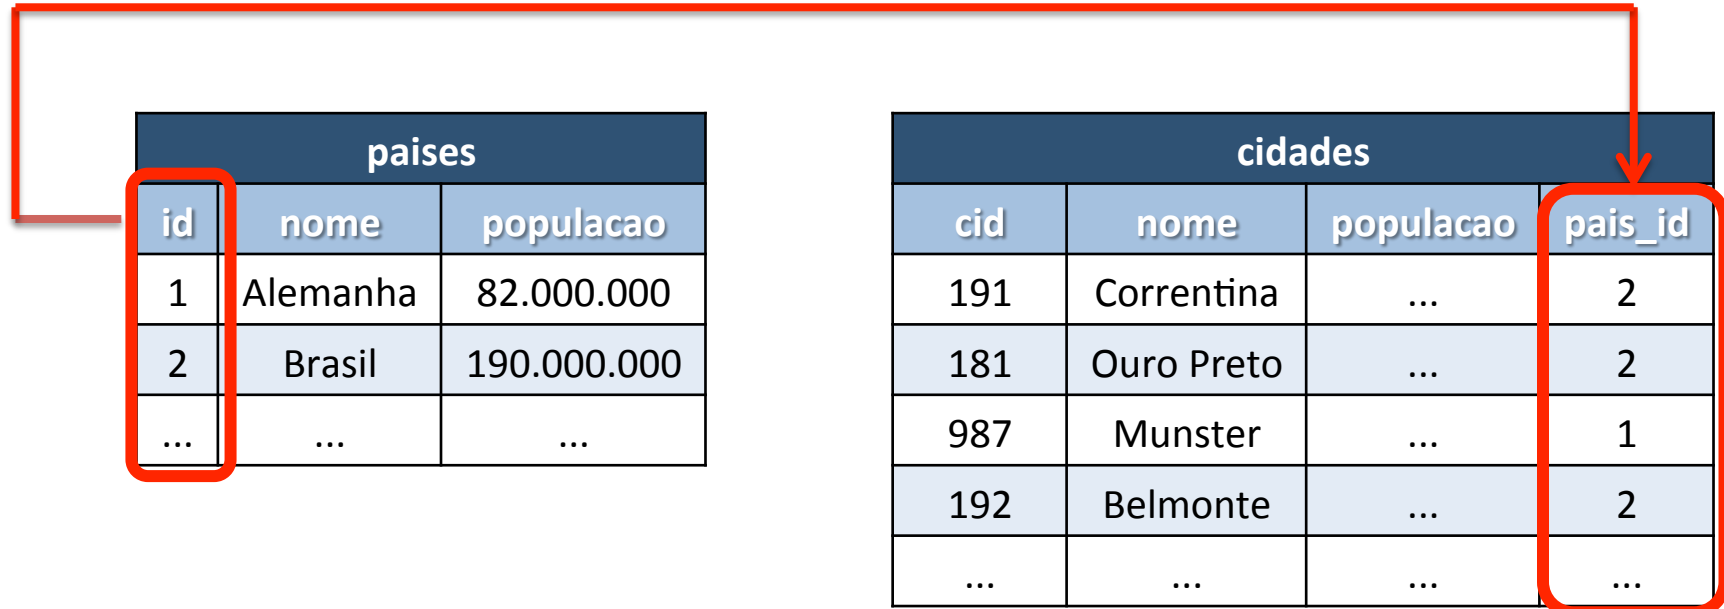 paises
id nome populacao
1 Alemanha 82.000.000
2 Brasil 190.000.000
... ... ...
cidades
cid nome populacao pais_id
191 Correntina ... 2
181 Ouro Preto ... 2
987 Munster ... 1
192 Belmonte ... 2
... ... ... ...